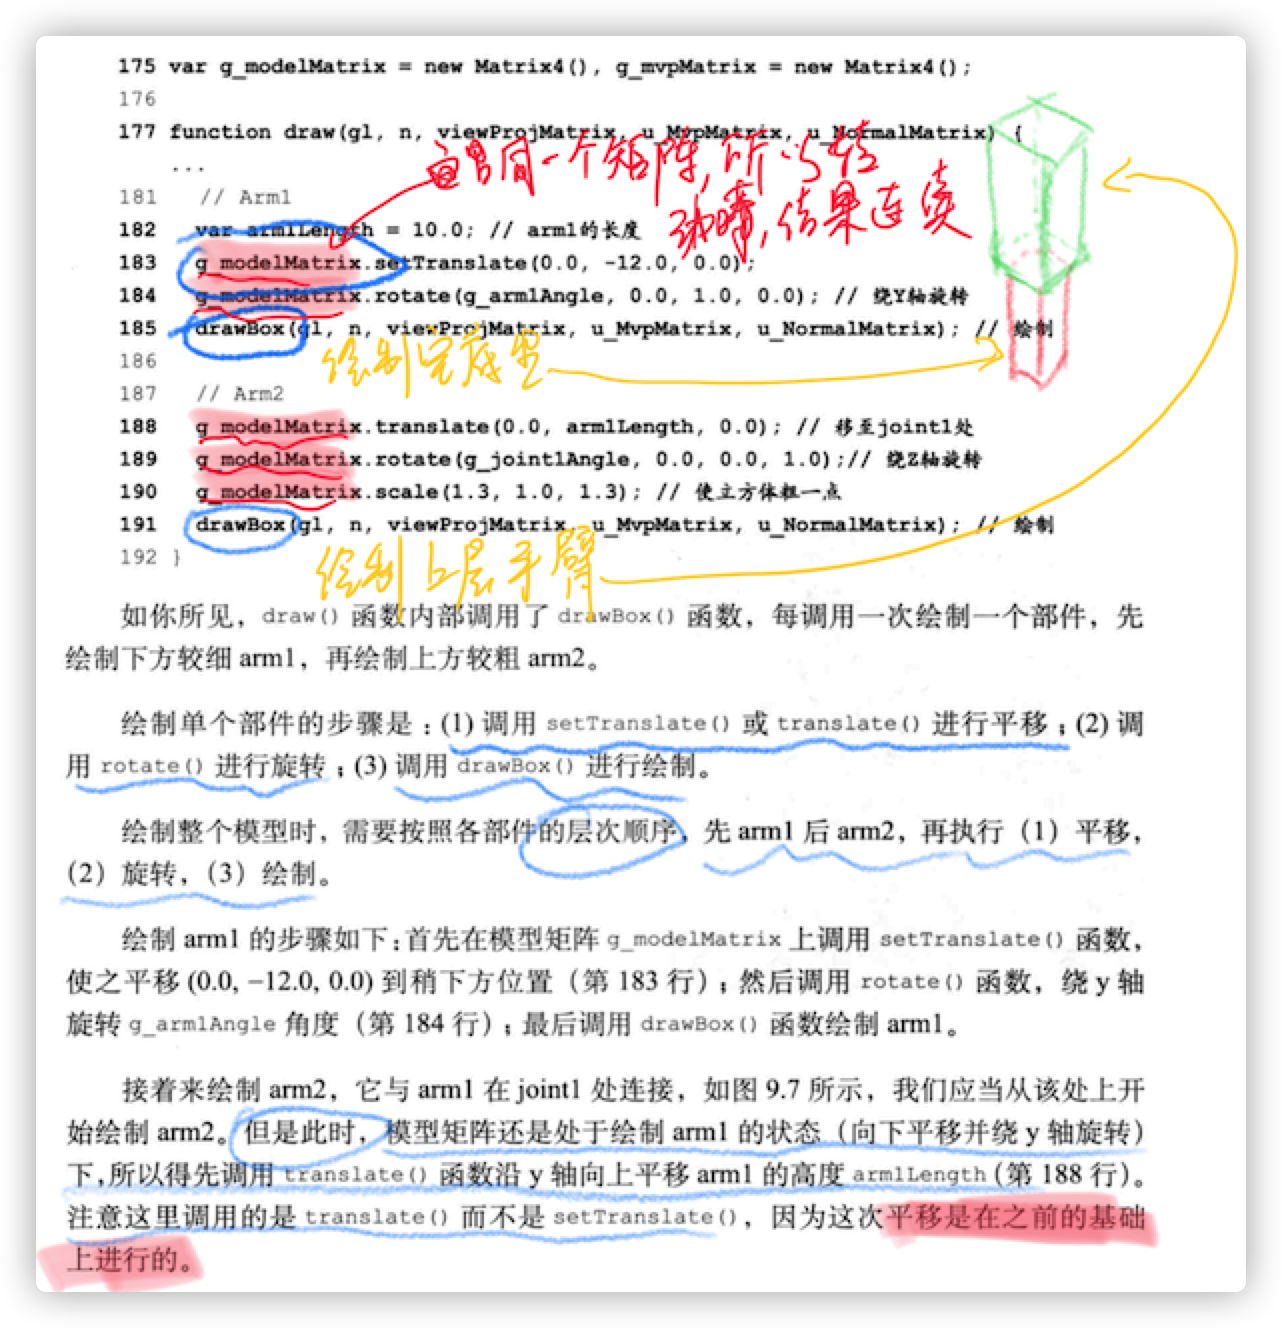 175 var g_modelMatrix = new Matrix4(), g_mvpMatrix = new Matrix4();
176
177 function draw(gl, n, viewProjMatrix, u_MvpMatrix, u_NormalMatrix) {
...
同一个矩阵,所以转
动,结果连续
181 // Arm1
182 var arm1Length = 10.0; // arm1的长度
183 g_modelMatrix.setTranslate(0.0, -12.0, 0.0);
184 g_modelMatrix.rotate(g_arm1Angle, 0.0, 1.0, 0.0); // 绕Y轴旋转
185 drawBox(gl, n, viewProjMatrix, u_MvpMatrix, u_NormalMatrix); // 绘制
绘制完底
186
187 // Arm2
188 g_modelMatrix.translate(0.0, arm1Length, 0.0); // 移至joint1处
189 g_modelMatrix.rotate(g_joint1Angle, 0.0, 0.0, 1.0);// 绕Z轴旋转
190 g_modelMatrix.scale(1.3, 1.0, 1.3); // 使立方体粗一点
191 drawBox(gl, n, viewProjMatrix, u_MvpMatrix, u_NormalMatrix); // 绘制
192 }
绘制上层手臂
如你所见，draw() 函数内部调用了 drawBox() 函数，每调用一次绘制一个部件，先
绘制下方较细 arm1，再绘制上方较粗 arm2。
绘制单个部件的步骤是：(1) 调用 setTranslate() 或 translate() 进行平移；(2) 调
用 rotate() 进行旋转；(3) 调用 drawBox() 进行绘制。
绘制整个模型时，需要按照各部件的层次顺序，先 arm1 后 arm2，再执行（1）平移，
（2）旋转，（3）绘制。
绘制 arm1 的步骤如下：首先在模型矩阵 g_modelMatrix 上调用 setTranslate() 函数，
使之平移 (0.0, –12.0, 0.0) 到稍下方位置（第 183 行）；然后调用 rotate() 函数，绕 y 轴
旋转 g_arm1Angle 角度（第 184 行）；最后调用 drawBox() 函数绘制 arm1。
接着来绘制 arm2，它与 arm1 在 joint1 处连接，如图 9.7 所示，我们应当从该处上开
始绘制 arm2。但是此时，模型矩阵还是处于绘制 arm1 的状态（向下平移并绕 y 轴旋转）
下，所以得先调用 translate() 函数沿 y 轴向上平移 arm1 的高度 arm1Length（第 188 行）。
注意这里调用的是 translate() 而不是 setTranslate()，因为这次平移是在之前的基础
上进行的。